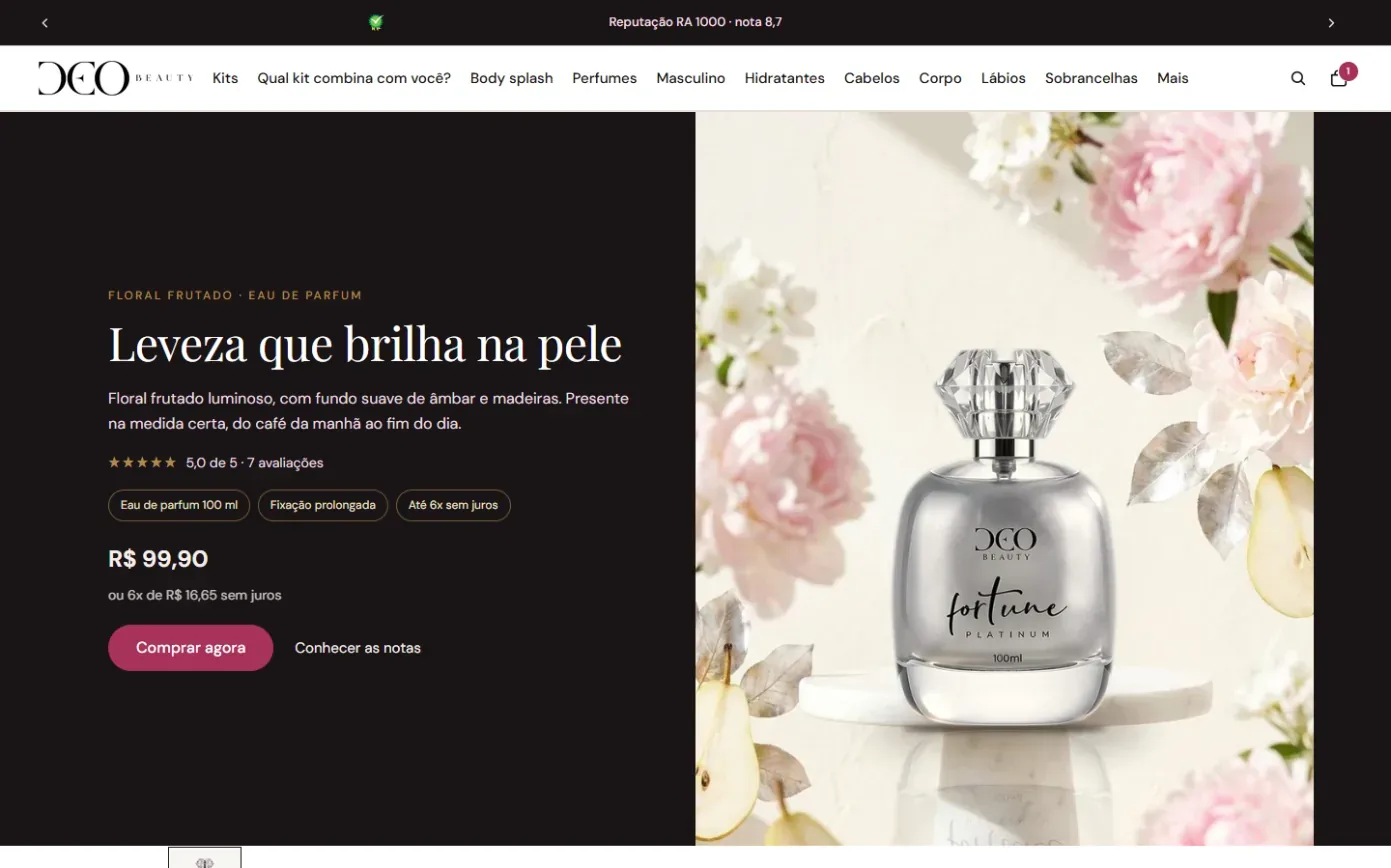 Reputação RA 1000 · nota 8,7
DEO BEAUTY
Kits
Qual kit combina com você?
Body splash
Perfumes
Masculino
Hidratantes
Cabelos
Corpo
Lábios
Sobrancelhas
Mais
1
FLORAL FRUTADO · EAU DE PARFUM
Leveza que brilha na pele
Floral frutado luminoso, com fundo suave de âmbar e madeiras. Presente
na medida certa, do café da manhã ao fim do dia.
★★★★★ 5,0 de 5 · 7 avaliações
Eau de parfum 100 ml
Fixação prolongada
Até 6x sem juros
R$ 99,90
ou 6x de R$ 16,65 sem juros
Comprar agora
Conhecer as notas
DEO
BEAUTY
fortune
PLATINUM
100ml